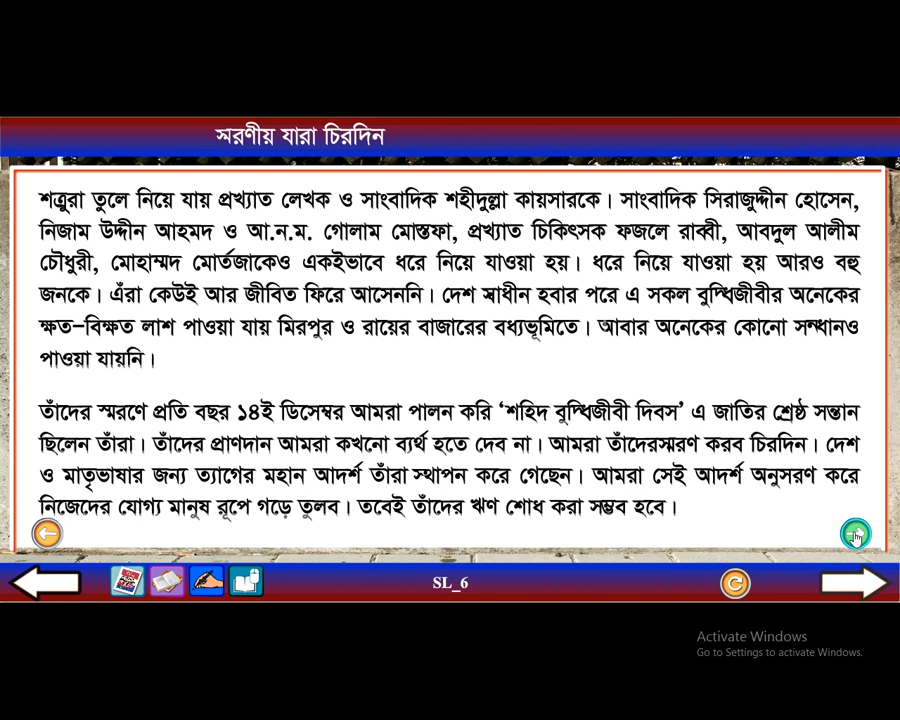 স্মরণীয় যারা চিরদিন
শত্রুরা তুলে নিয়ে যায় প্রখ্যাত লেখক ও সাংবাদিক শহীদুল্লা কায়সারকে। সাংবাদিক সিরাজুদ্দীন হোসেন,
নিজাম উদ্দীন আহমদ ও আ.ন.ম. গোলাম মোস্তফা, প্রখ্যাত চিকিৎসক ফজলে রাব্বী, আবদুল আলীম
চৌধুরী, মোহাম্মদ মোর্তজাকেও একইভাবে ধরে নিয়ে যাওয়া হয়। ধরে নিয়ে যাওয়া হয় আরও বহু
জনকে। এঁরা কেউই আর জীবিত ফিরে আসেননি। দেশ স্বাধীন হবার পরে এ সকল বুদ্ধিজীবীর অনেকের
ক্ষত–বিক্ষত লাশ পাওয়া যায় মিরপুর ও রায়ের বাজারের বধ্যভূমিতে। আবার অনেকের কোনো সন্ধানও
পাওয়া যায়নি।
তাঁদের স্মরণে প্রতি বছর ১৪ই ডিসেম্বর আমরা পালন করি ‘শহিদ বুদ্ধিজীবী দিবস’ এ জাতির শ্রেষ্ঠ সন্তান
ছিলেন তাঁরা। তাঁদের প্রাণদান আমরা কখনো ব্যর্থ হতে দেব না। আমরা তাঁদেরস্মরণ করব চিরদিন। দেশ
ও মাতৃভাষার জন্য ত্যাগের মহান আদর্শ তাঁরা স্থাপন করে গেছেন। আমরা সেই আদর্শ অনুসরণ করে
নিজেদের যোগ্য মানুষ রূপে গড়ে তুলব। তবেই তাঁদের ঋণ শোধ করা সম্ভব হবে।
SL_6
Activate Windows
Go to Settings to activate Windows.